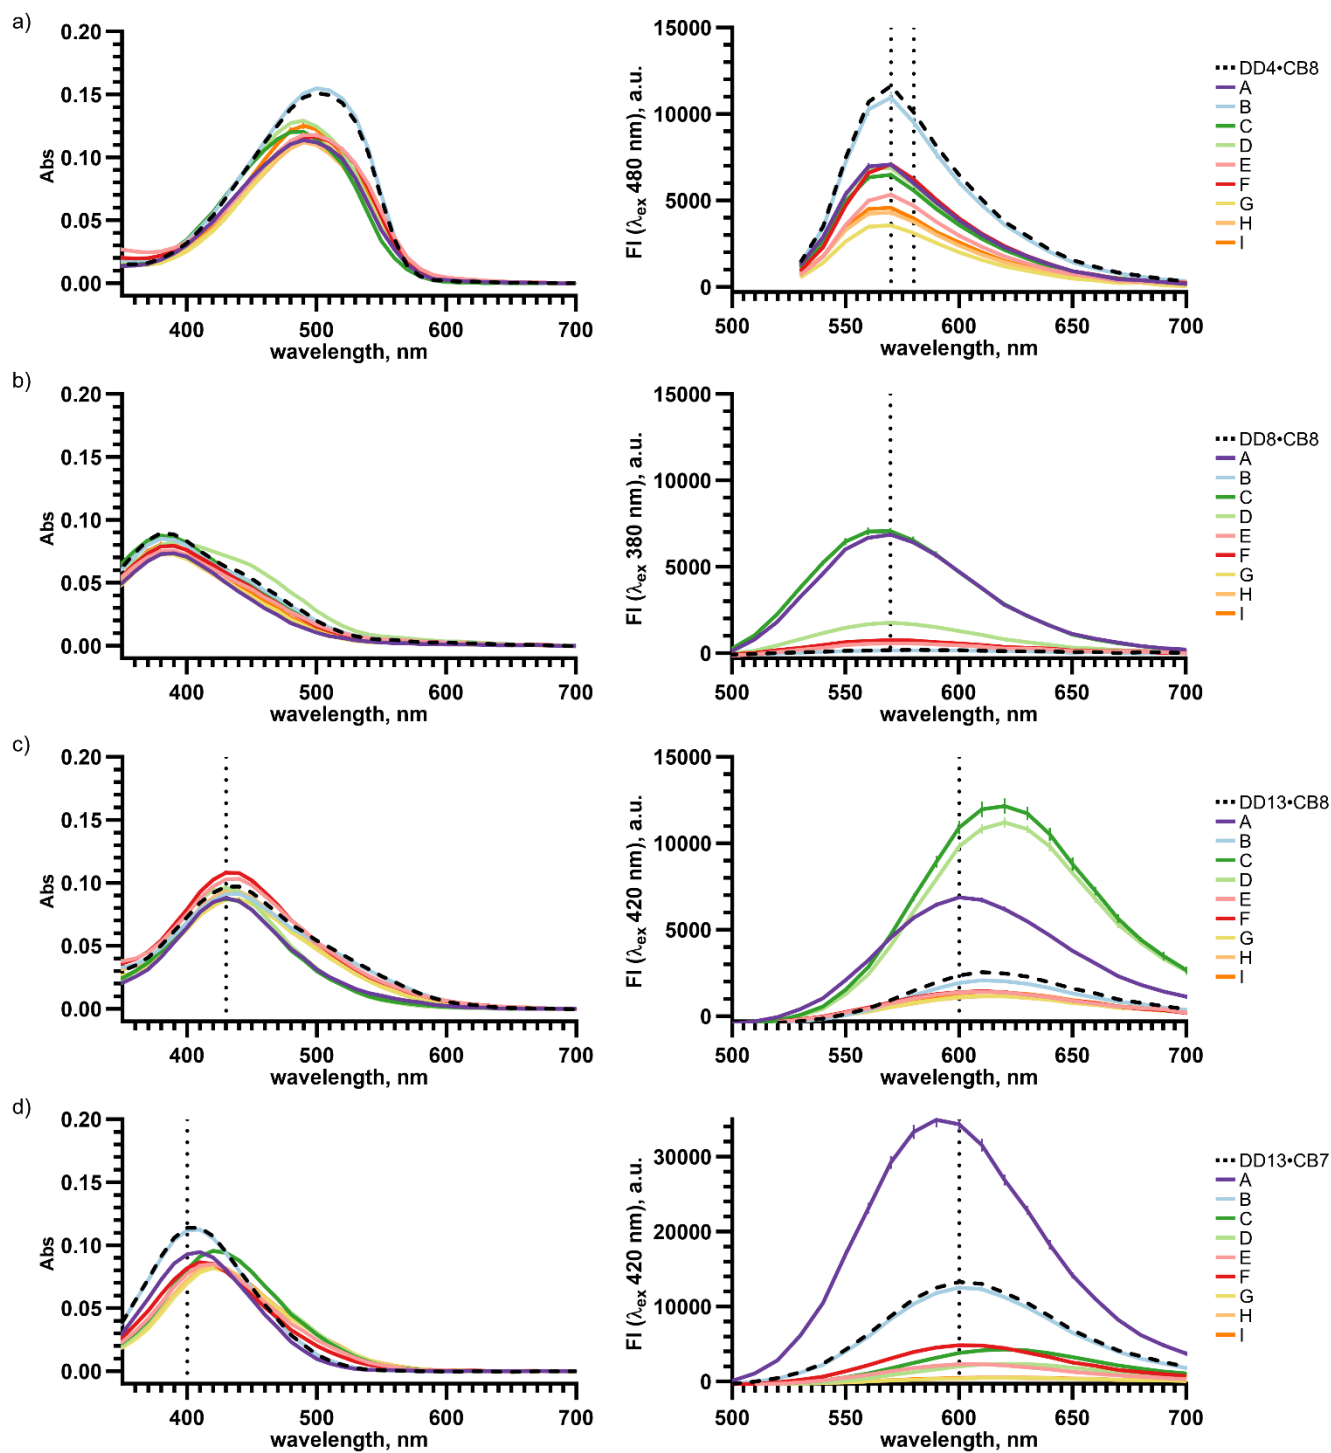 a)
0.20
0.15
0.10
0.05
0.00
Abs
400
500
600
700
wavelength, nm
15000
10000
5000
0
FI (λex 480 nm), a.u.
500
550
600
650
700
wavelength, nm
DD4•CB8
A
B
C
D
E
F
G
H
I
b)
0.20
0.15
0.10
0.05
0.00
Abs
400
500
600
700
wavelength, nm
15000
10000
5000
0
FI (λex 380 nm), a.u.
500
550
600
650
700
wavelength, nm
DD8•CB8
A
B
C
D
E
F
G
H
I
c)
0.20
0.15
0.10
0.05
0.00
Abs
400
500
600
700
wavelength, nm
15000
10000
5000
0
FI (λex 420 nm), a.u.
500
550
600
650
700
wavelength, nm
DD13•CB8
A
B
C
D
E
F
G
H
I
d)
0.20
0.15
0.10
0.05
0.00
Abs
400
500
600
700
wavelength, nm
30000
20000
10000
0
FI (λex 420 nm), a.u.
500
550
600
650
700
wavelength, nm
DD13•CB7
A
B
C
D
E
F
G
H
I